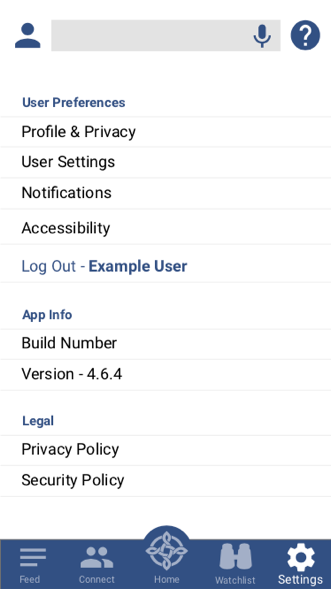 User Preferences
Profile & Privacy
User Settings
Notifications
Accessibility
Log Out - Example User
App Info
Build Number
Version - 4.6.4
Legal
Privacy Policy
Security Policy
Feed
Connect
Home
Watchlist
Settings